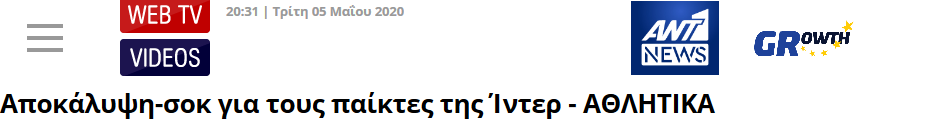 WEB TV
20:31 | Τρίτη 05 Μαΐου 2020
VIDEOS
ANT1
NEWS
GROWTH
Αποκάλυψη-σοκ για τους παίκτες της Ίντερ - ΑΘΛΗΤΙΚΑ